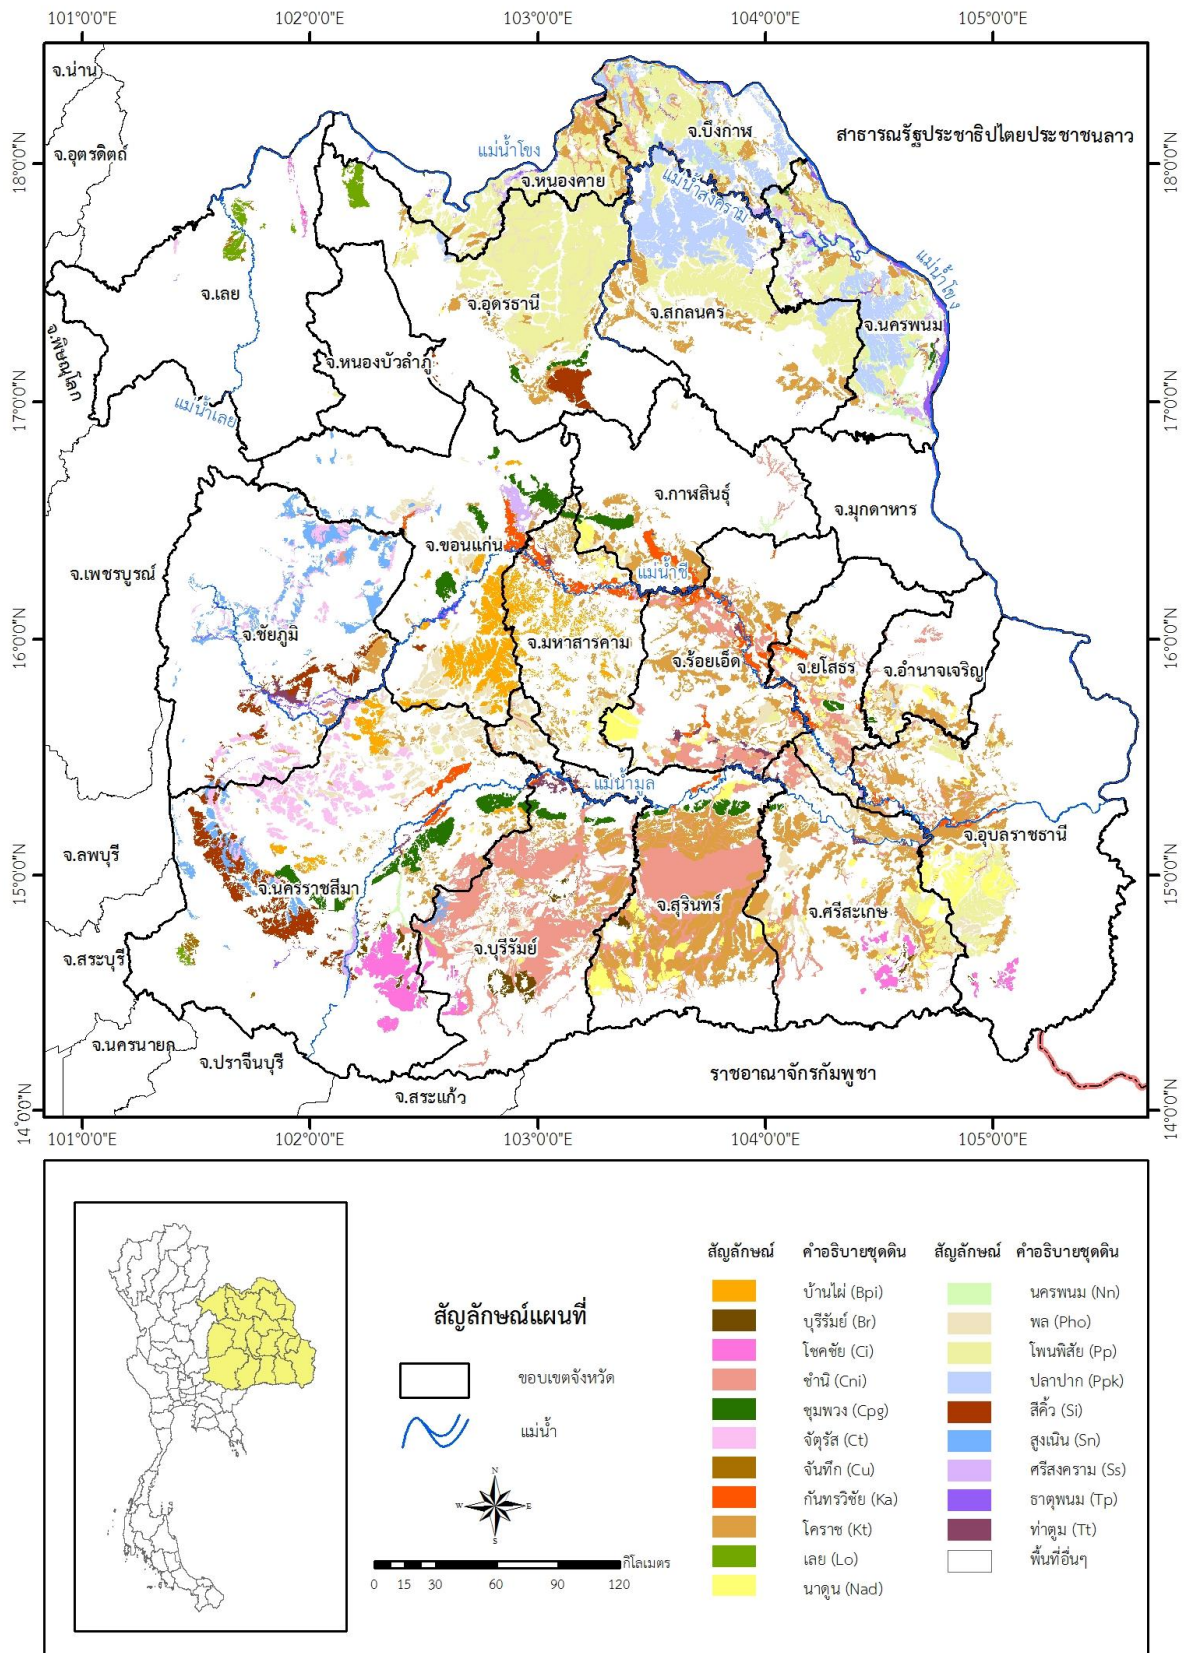 101°0'0"E 102°0'0"E 103°0'0"E 104°0'0"E 105°0'0"E
จ.น่าน
จ.อุตรดิตถ์
จ.บึงกาฬ
สาธารณรัฐประชาธิปไตยประชาชนลาว
18°0'0"N
18°0'0"N
แม่น้ำโขง
จ.หนองคาย
แม่น้ำสงคราม
แม่น้ำโขง
จ.เลย
จ.อุดรธานี
จ.สกลนคร
จ.นครพนม
จ.พิษณุโลก
จ.หนองบัวลำภู
17°0'0"N
17°0'0"N
แม่น้ำเลย
จ.กาฬสินธุ์
จ.มุกดาหาร
จ.ขอนแก่น
จ.เพชรบูรณ์
แม่น้ำชี
จ.ชัยภูมิ
จ.มหาสารคาม
จ.ร้อยเอ็ด
จ.ยโสธร
จ.อำนาจเจริญ
16°0'0"N
16°0'0"N
แม่น้ำมูล
จ.อุบลราชธานี
จ.ลพบุรี
15°0'0"N
15°0'0"N
จ.นครราชสีมา
จ.สุรินทร์
จ.ศรีสะเกษ
จ.บุรีรัมย์
จ.สระบุรี
จ.นครนายก
จ.ปราจีนบุรี
ราชอาณาจักรกัมพูชา
จ.สระแก้ว
14°0'0"N
14°0'0"N
101°0'0"E 102°0'0"E 103°0'0"E 104°0'0"E 105°0'0"E
สัญลักษณ์แผนที่
ขอบเขตจังหวัด
แม่น้ำ
N
W E
S
กิโลเมตร
0 15 30 60 90 120
สัญลักษณ์ คำอธิบายชุดดิน สัญลักษณ์ คำอธิบายชุดดิน
บ้านไผ่ (Bpi)
บุรีรัมย์ (Br)
โชคชัย (Ci)
ชำนิ (Cni)
ชุมพวง (Cpg)
จัตุรัส (Ct)
จันทึก (Cu)
กันทรวิชัย (Ka)
โคราช (Kt)
เลย (Lo)
นาดูน (Nad)
นครพนม (Nn)
พล (Pho)
โพนพิสัย (Pp)
ปลาปาก (Ppk)
สีคิ้ว (Si)
สูงเนิน (Sn)
ศรีสงคราม (Ss)
ธาตุพนม (Tp)
ท่าตูม (Tt)
พื้นที่อื่นๆ